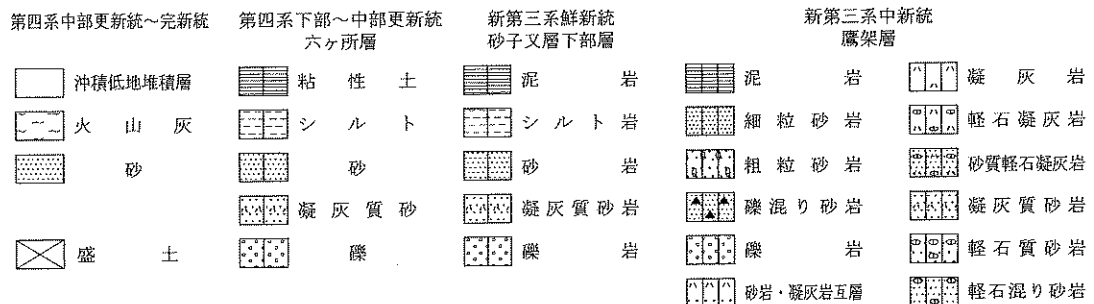 第四系中部更新統～完新統
沖積低地堆積層
火山灰
砂
盛土
第四系下部～中部更新統
六ヶ所層
粘性土
シルト
砂
凝灰質砂
礫
新第三系鮮新統
砂子又層下部層
泥岩
シルト岩
砂岩
凝灰質砂岩
礫岩
新第三系中新統
鷹架層
泥岩
細粒砂岩
粗粒砂岩
礫混り砂岩
礫岩
砂岩・凝灰岩互層
凝灰岩
軽石凝灰岩
砂質軽石凝灰岩
凝灰質砂岩
軽石質砂岩
軽石混り砂岩